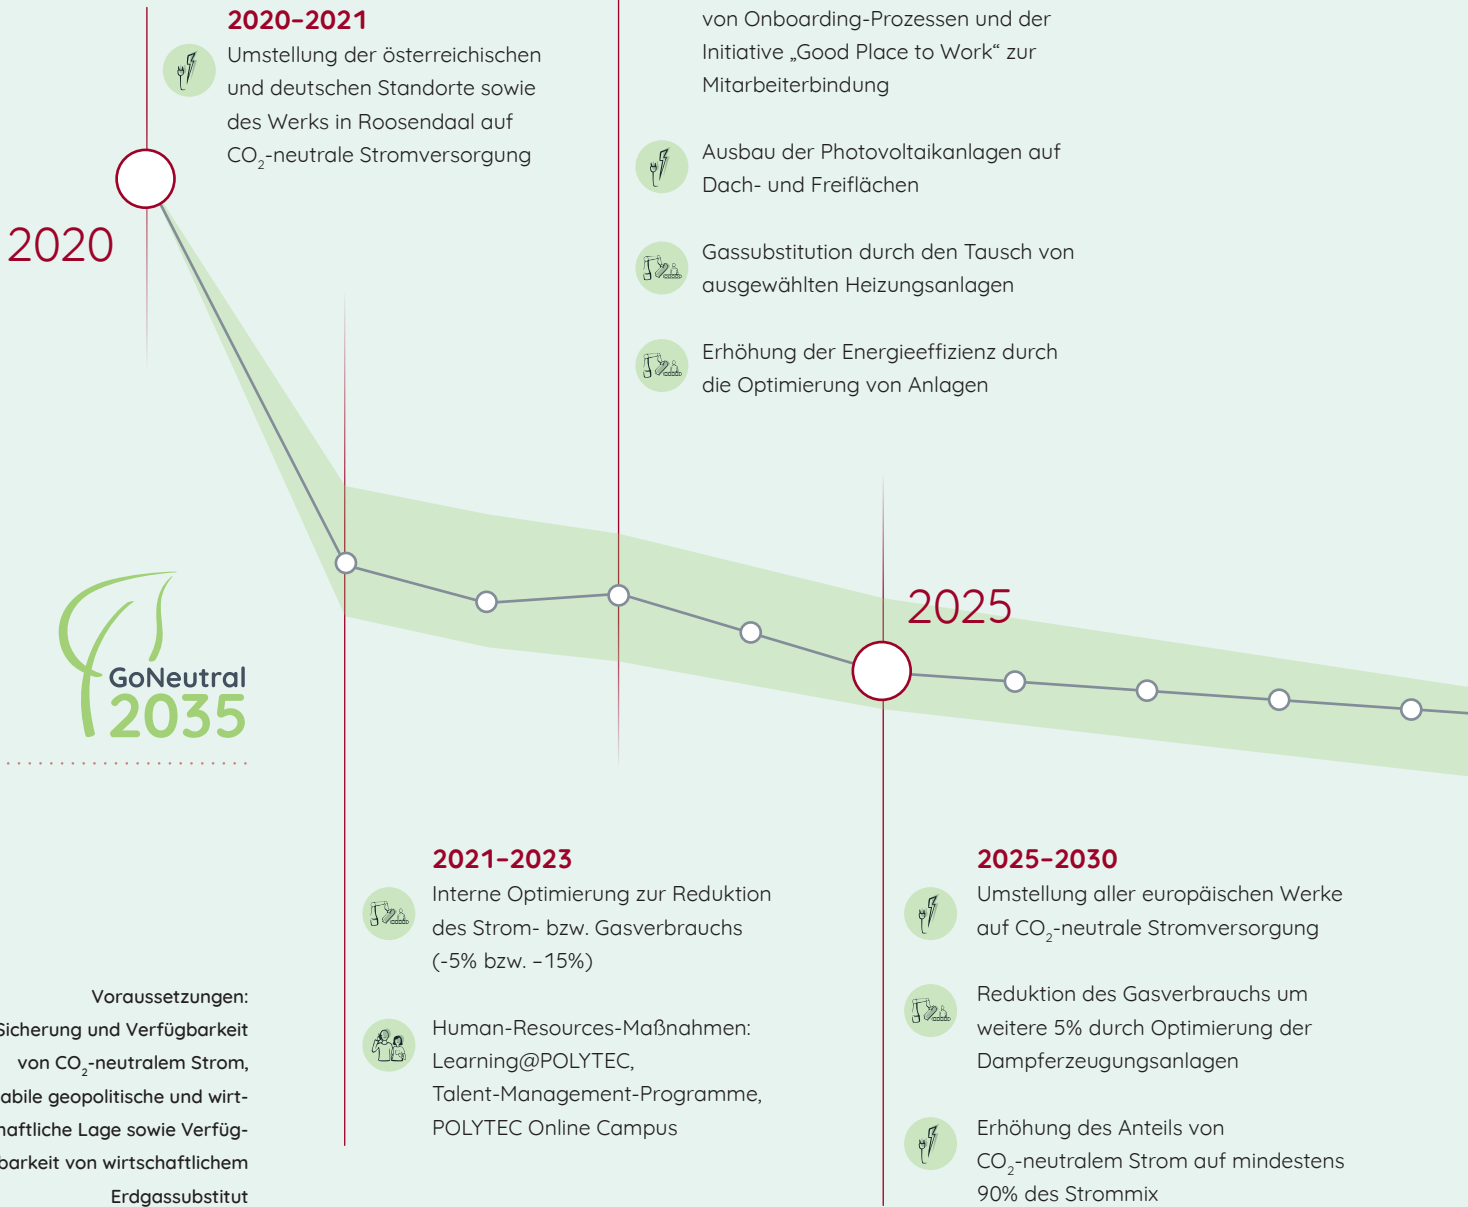 2020–2021
Umstellung der österreichischen
und deutschen Standorte sowie
des Werks in Roosendaal auf
CO₂-neutrale Stromversorgung
2020
von Onboarding-Prozessen und der
Initiative „Good Place to Work“ zur
Mitarbeiterbindung
Ausbau der Photovoltaikanlagen auf
Dach- und Freiflächen
Gassubstitution durch den Tausch von
ausgewählten Heizungsanlagen
Erhöhung der Energieeffizienz durch
die Optimierung von Anlagen
2025
GoNeutral
2035
Voraussetzungen:
Sicherung und Verfügbarkeit
von CO₂-neutralem Strom,
geopolitische und wirt-
Lage sowie Verfüg-
barkeit von wirtschaftlichem
Erdgassubstitut
2021–2023
Interne Optimierung zur Reduktion
des Strom- bzw. Gasverbrauchs
(-5% bzw. –15%)
Human-Resources-Maßnahmen:
Learning@POLYTEC,
Talent-Management-Programme,
POLYTEC Online Campus
2025–2030
Umstellung aller europäischen Werke
auf CO₂-neutrale Stromversorgung
Reduktion des Gasverbrauchs um
weitere 5% durch Optimierung der
Dampferzeugungsanlagen
Erhöhung des Anteils von
CO₂-neutralem Strom auf mindestens
90% des Strommix